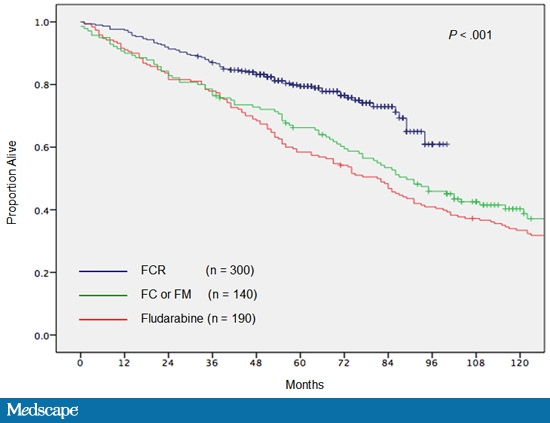 P < .001
Proportion Alive
1.0
0.8
0.6
0.4
0.2
0.0
FCR (n = 300)
FC or FM (n = 140)
Fludarabine (n = 190)
0 12 24 36 48 60 72 84 96 108 120
Months
Medscape